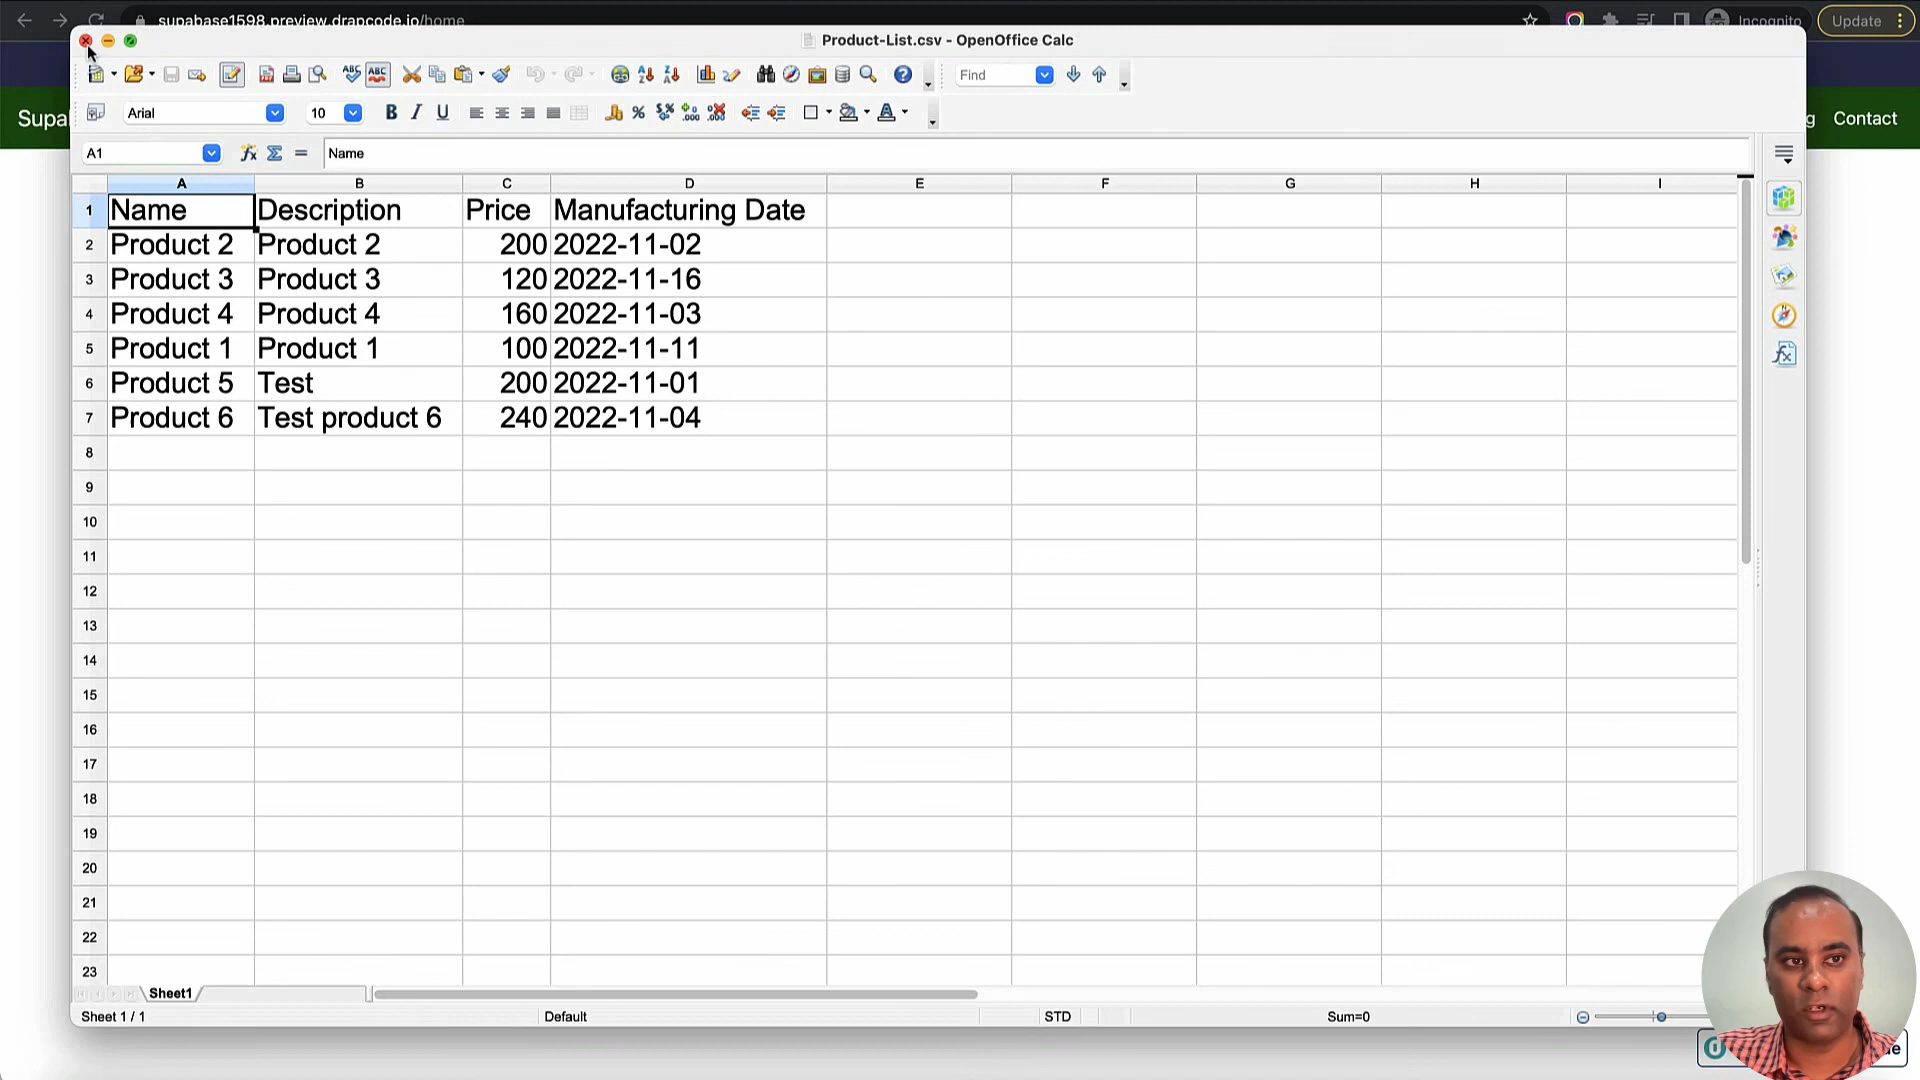 supabase1598.preview.drapcode.io/home
Incognito
Update
Product-List.csv - OpenOffice Calc
Find
Arial
10
B I U
Supa
g Contact
A1
Name
A B C D E F G H I
1 Name Description Price Manufacturing Date
2 Product 2 Product 2 200 2022-11-02
3 Product 3 Product 3 120 2022-11-16
4 Product 4 Product 4 160 2022-11-03
5 Product 1 Product 1 100 2022-11-11
6 Product 5 Test 200 2022-11-01
7 Product 6 Test product 6 240 2022-11-04
8
9
10
11
12
13
14
15
16
17
18
19
20
21
22
23
Sheet1
Sheet 1 / 1 Default STD Sum=0